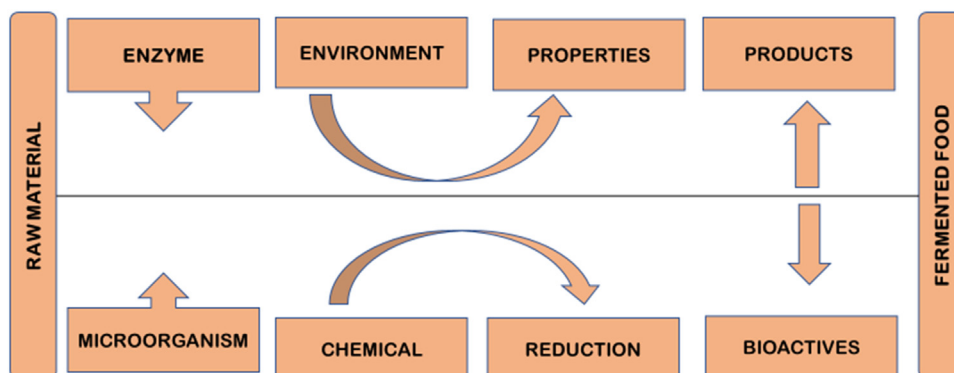 RAW MATERIAL
ENZYME
ENVIRONMENT
PROPERTIES
PRODUCTS
MICROORGANISM
CHEMICAL
REDUCTION
BIOACTIVES
FERMENTED FOOD